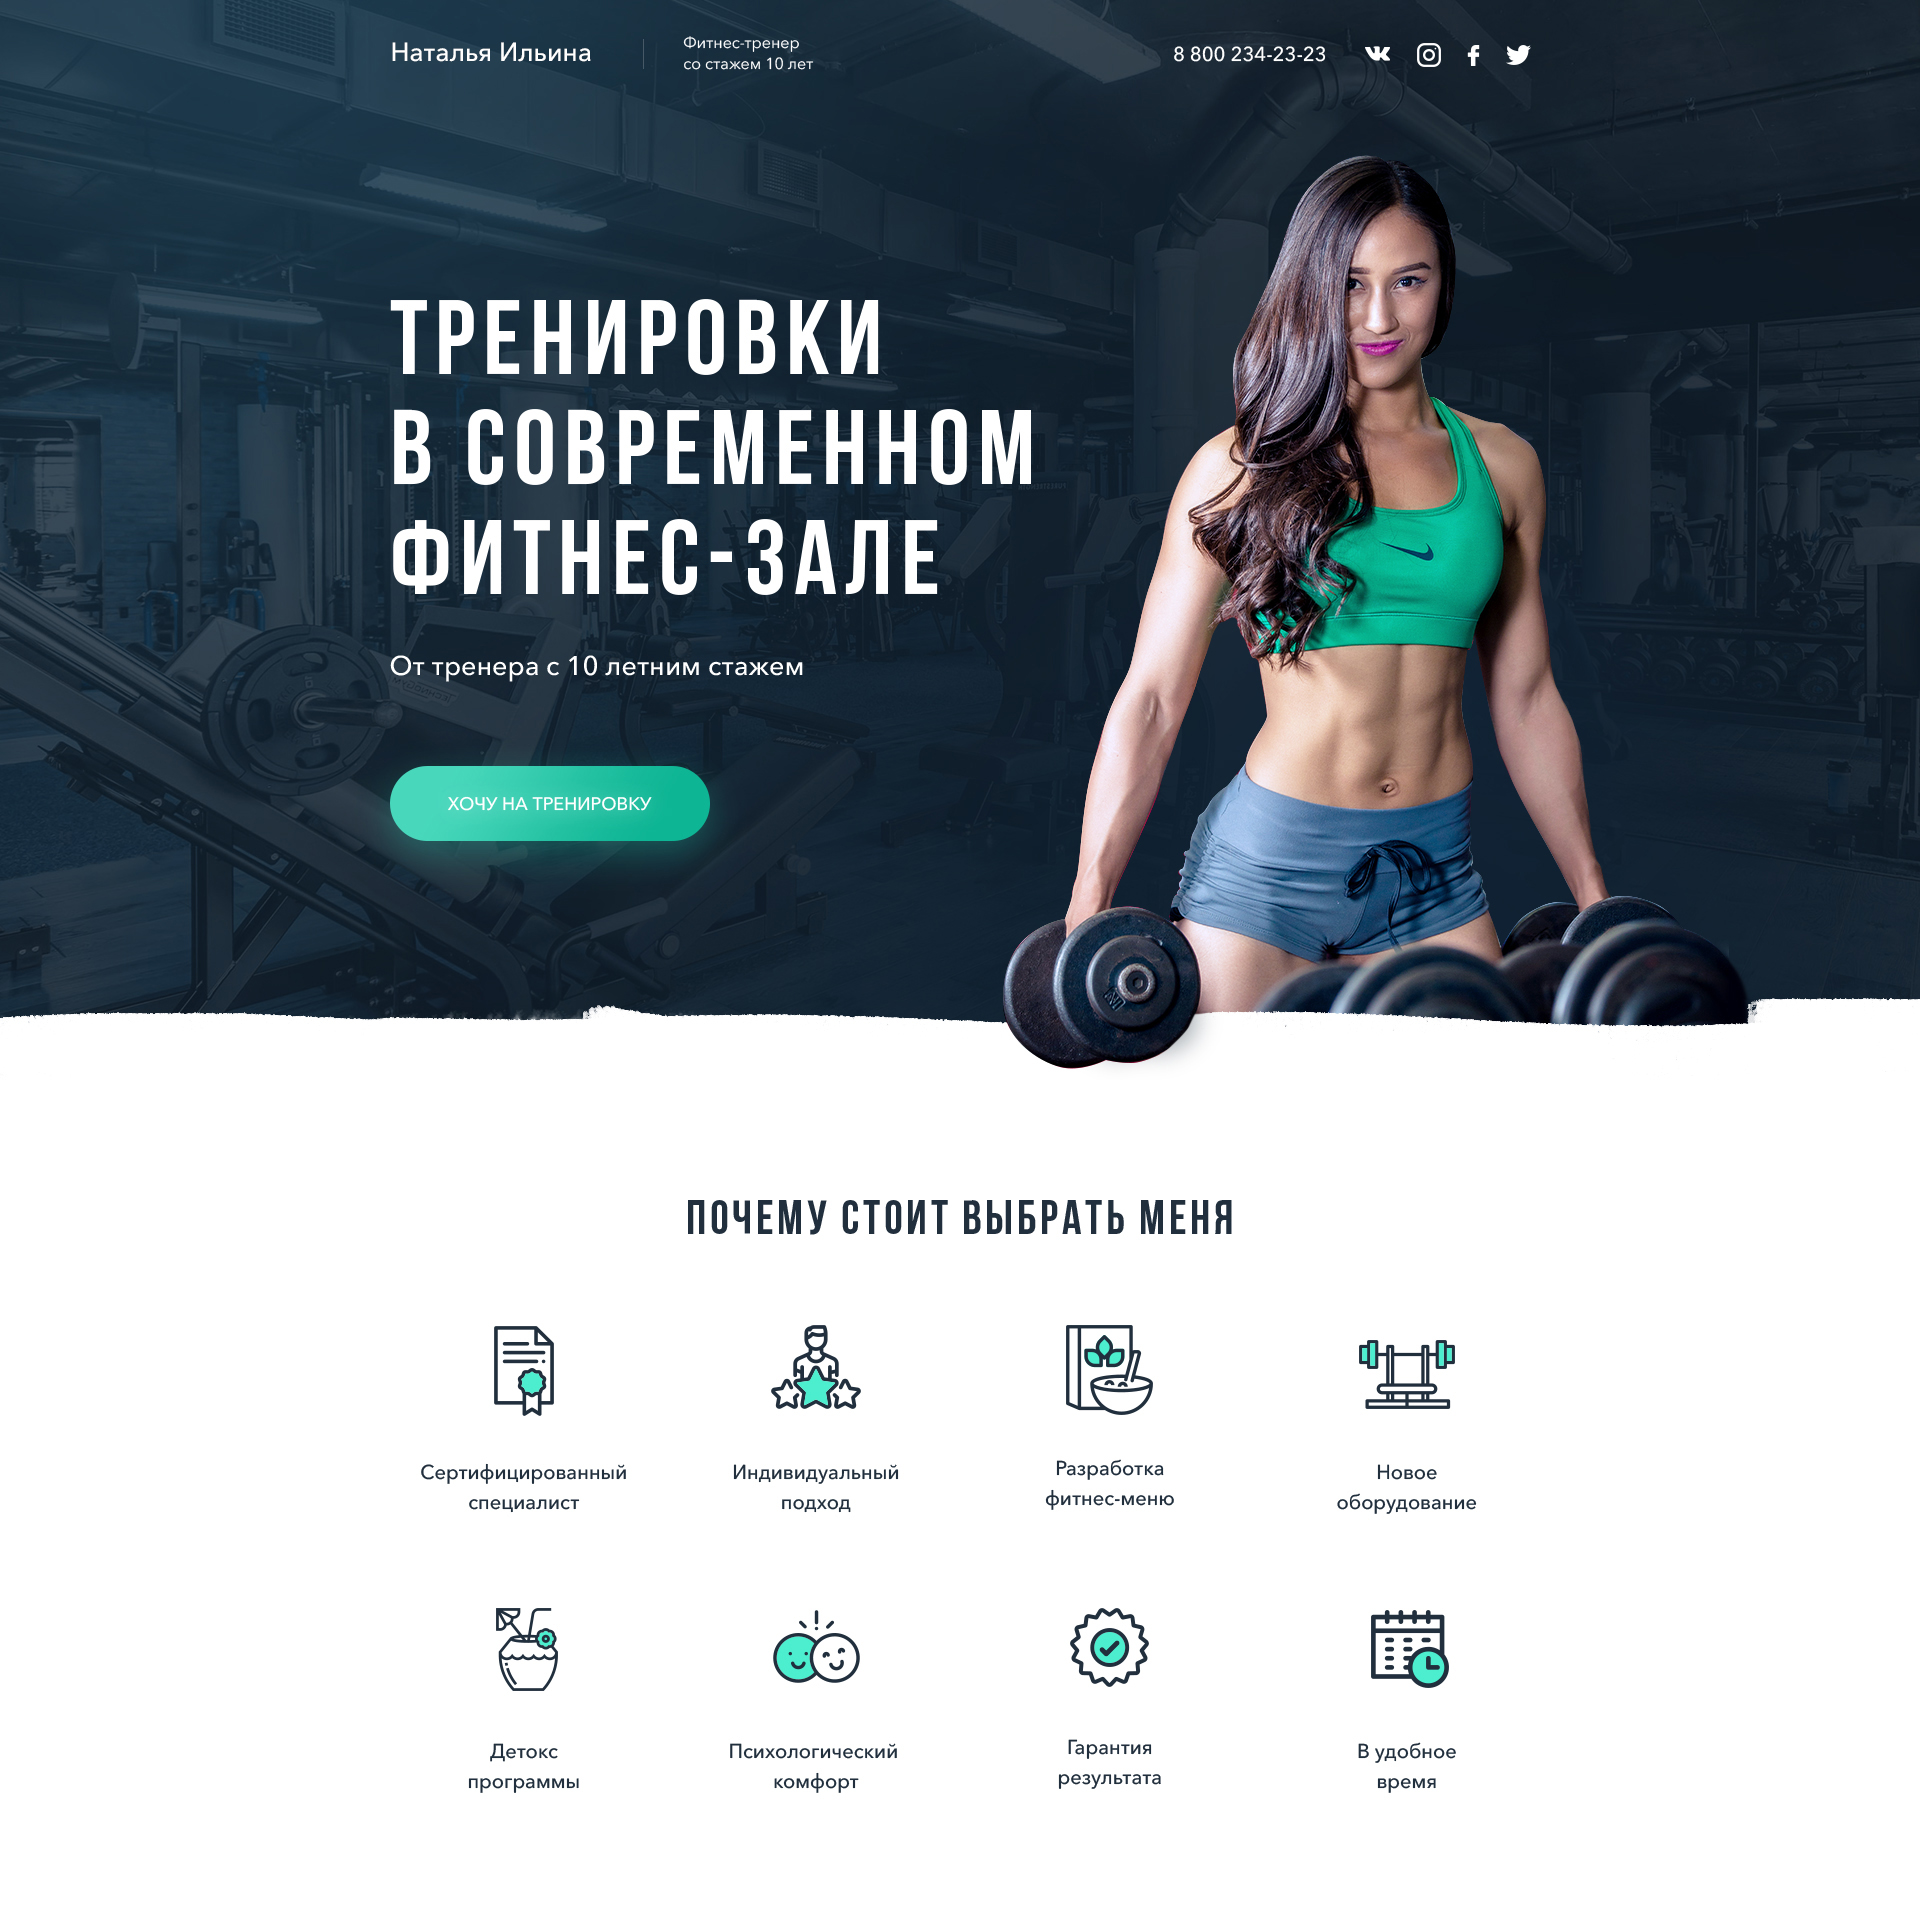 Наталья Ильина
Фитнес-тренер
со стажем 10 лет
8 800 234-23-23
ТРЕНИРОВКИ
В СОВРЕМЕННОМ
ФИТНЕС-ЗАЛЕ
От тренера с 10 летним стажем
ХОЧУ НА ТРЕНИРОВКУ
ПОЧЕМУ СТОИТ ВЫБРАТЬ МЕНЯ
Сертифицированный
специалист
Индивидуальный
подход
Разработка
фитнес-меню
Новое
оборудование
Детокс
программы
Психологический
комфорт
Гарантия
результата
В удобное
время